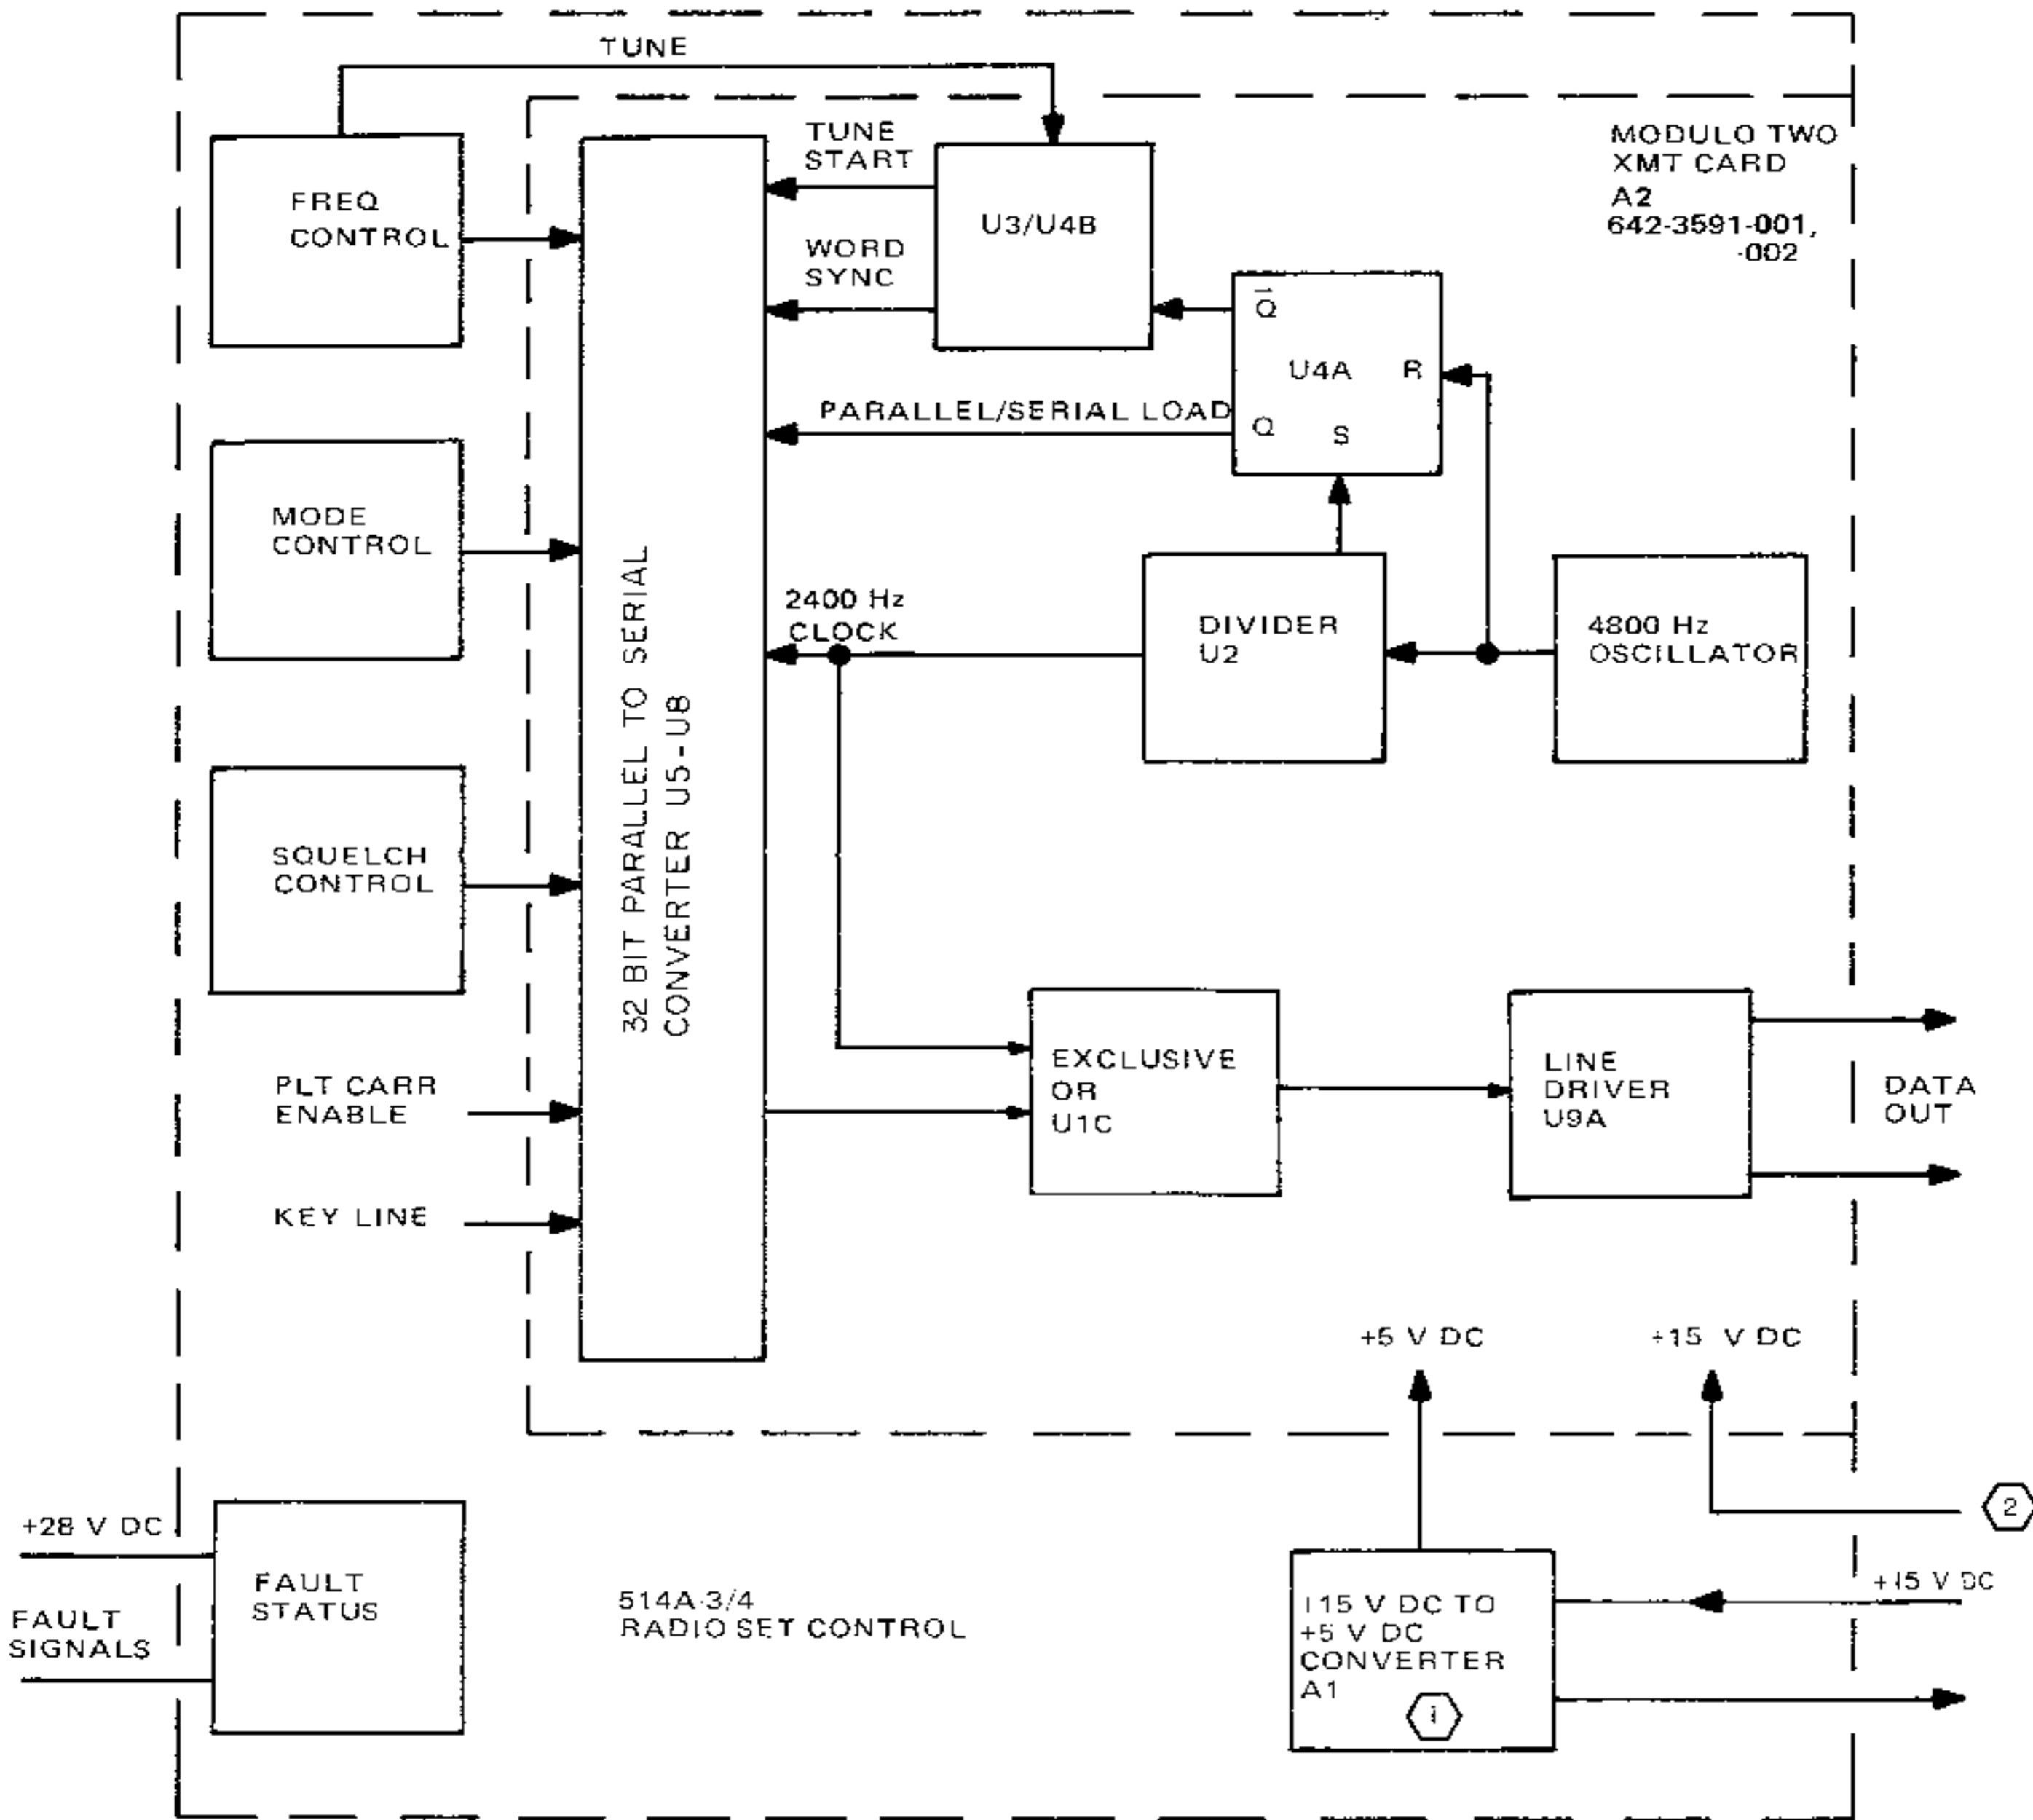 TUNE
FREQ
CONTROL
TUNE
START
WORD
SYNC
U3/U4B
MODULO TWO
XMT CARD
A2
642-3591-001,
-002
Q̅
U4A R
Q
S
PARALLEL/SERIAL LOAD
MODE
CONTROL
32 BIT PARALLEL TO SERIAL
CONVERTER U5-U8
2400 Hz
CLOCK
DIVIDER
U2
4800 Hz
OSCILLATOR
SQUELCH
CONTROL
PLT CARR
ENABLE
KEY LINE
EXCLUSIVE
OR
U1C
LINE
DRIVER
U9A
DATA
OUT
+5 V DC
+15 V DC
2
+28 V DC
FAULT
SIGNALS
FAULT
STATUS
514A-3/4
RADIO SET CONTROL
+15 V DC TO
+5 V DC
CONVERTER
A1
1
+15 V DC